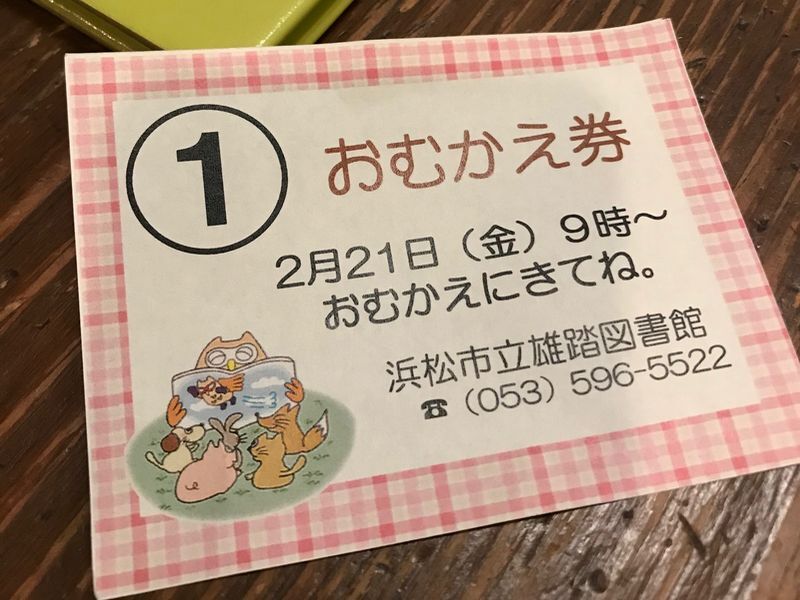 ①
おむかえ券
2月21日（金）9時～
おむかえにきてね。
浜松市立雄踏図書館
☎（053）596-5522